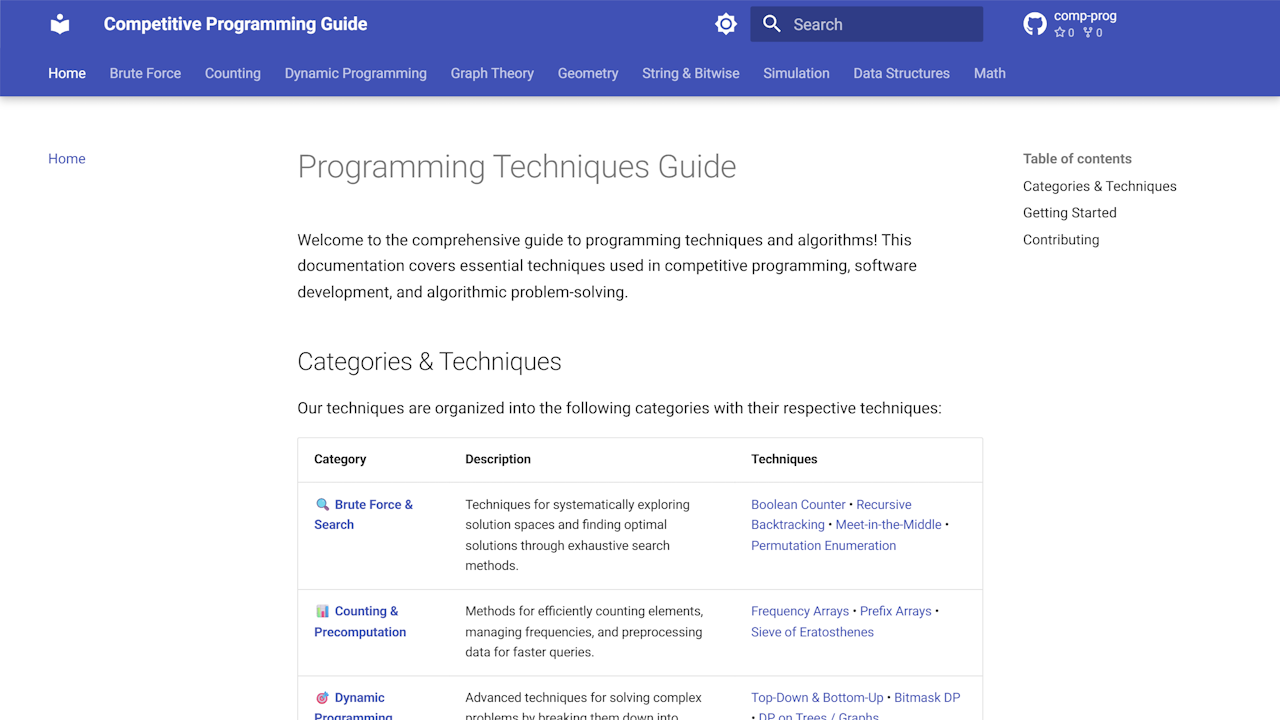 Competitive Programming Guide
Search
comp-prog
0 0
Home Brute Force Counting Dynamic Programming Graph Theory Geometry String & Bitwise Simulation Data Structures Math
Home
Programming Techniques Guide
Welcome to the comprehensive guide to programming techniques and algorithms! This
documentation covers essential techniques used in competitive programming, software
development, and algorithmic problem-solving.
Categories & Techniques
Our techniques are organized into the following categories with their respective techniques:
Category Description Techniques
Brute Force &
Search
Techniques for systematically exploring
solution spaces and finding optimal
solutions through exhaustive search
methods.
Boolean Counter • Recursive
Backtracking • Meet-in-the-Middle •
Permutation Enumeration
Counting &
Precomputation
Methods for efficiently counting elements,
managing frequencies, and preprocessing
data for faster queries.
Frequency Arrays • Prefix Arrays •
Sieve of Eratosthenes
Dynamic
Programming
Advanced techniques for solving complex
problems by breaking them down into
Top-Down & Bottom-Up • Bitmask DP
• DP on Trees / Graphs
Table of contents
Categories & Techniques
Getting Started
Contributing